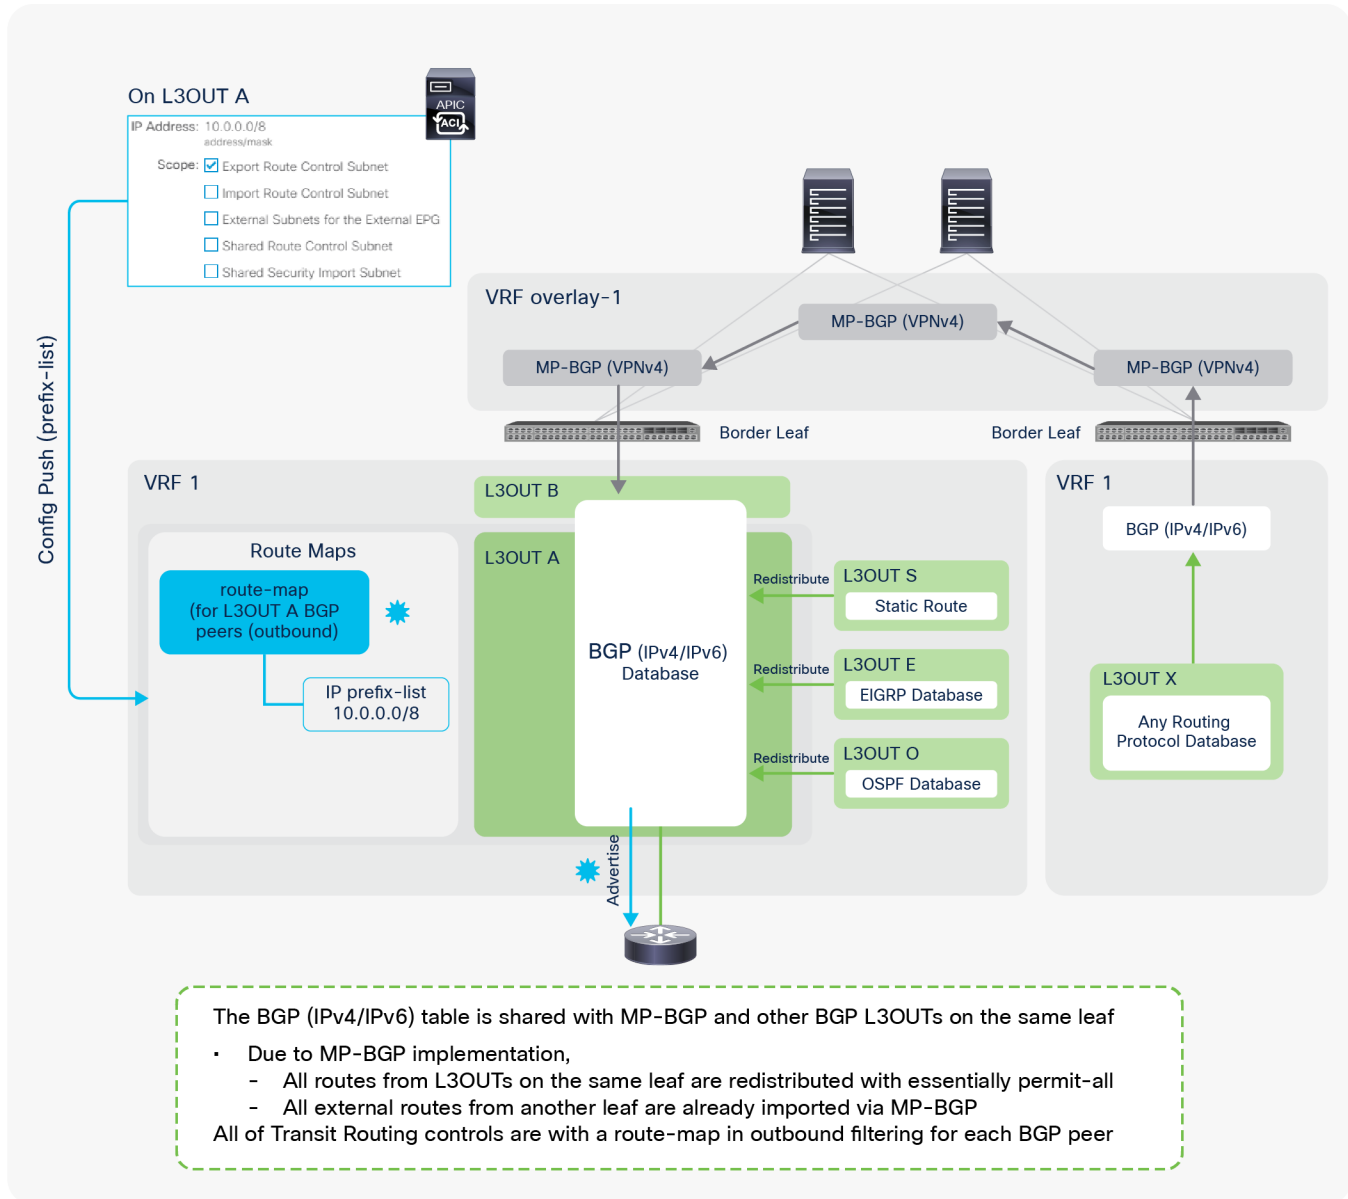 On L3OUT A
APIC
ACI
IP Address: 10.0.0.0/8
address/mask
Scope:
Export Route Control Subnet
Import Route Control Subnet
External Subnets for the External EPG
Shared Route Control Subnet
Shared Security Import Subnet
Config Push (prefix-list)
VRF overlay-1
MP-BGP (VPNv4)
MP-BGP (VPNv4)
MP-BGP (VPNv4)
Border Leaf
Border Leaf
VRF 1
Route Maps
route-map
(for L3OUT A BGP
peers (outbound)
IP prefix-list
10.0.0.0/8
L3OUT B
L3OUT A
BGP (IPv4/IPv6)
Database
Redistribute
L3OUT S
Static Route
Redistribute
L3OUT E
EIGRP Database
Redistribute
L3OUT O
OSPF Database
Advertise
VRF 1
BGP (IPv4/IPv6)
L3OUT X
Any Routing
Protocol Database
The BGP (IPv4/IPv6) table is shared with MP-BGP and other BGP L3OUTs on the same leaf
· Due to MP-BGP implementation,
- All routes from L3OUTs on the same leaf are redistributed with essentially permit-all
- All external routes from another leaf are already imported via MP-BGP
All of Transit Routing controls are with a route-map in outbound filtering for each BGP peer